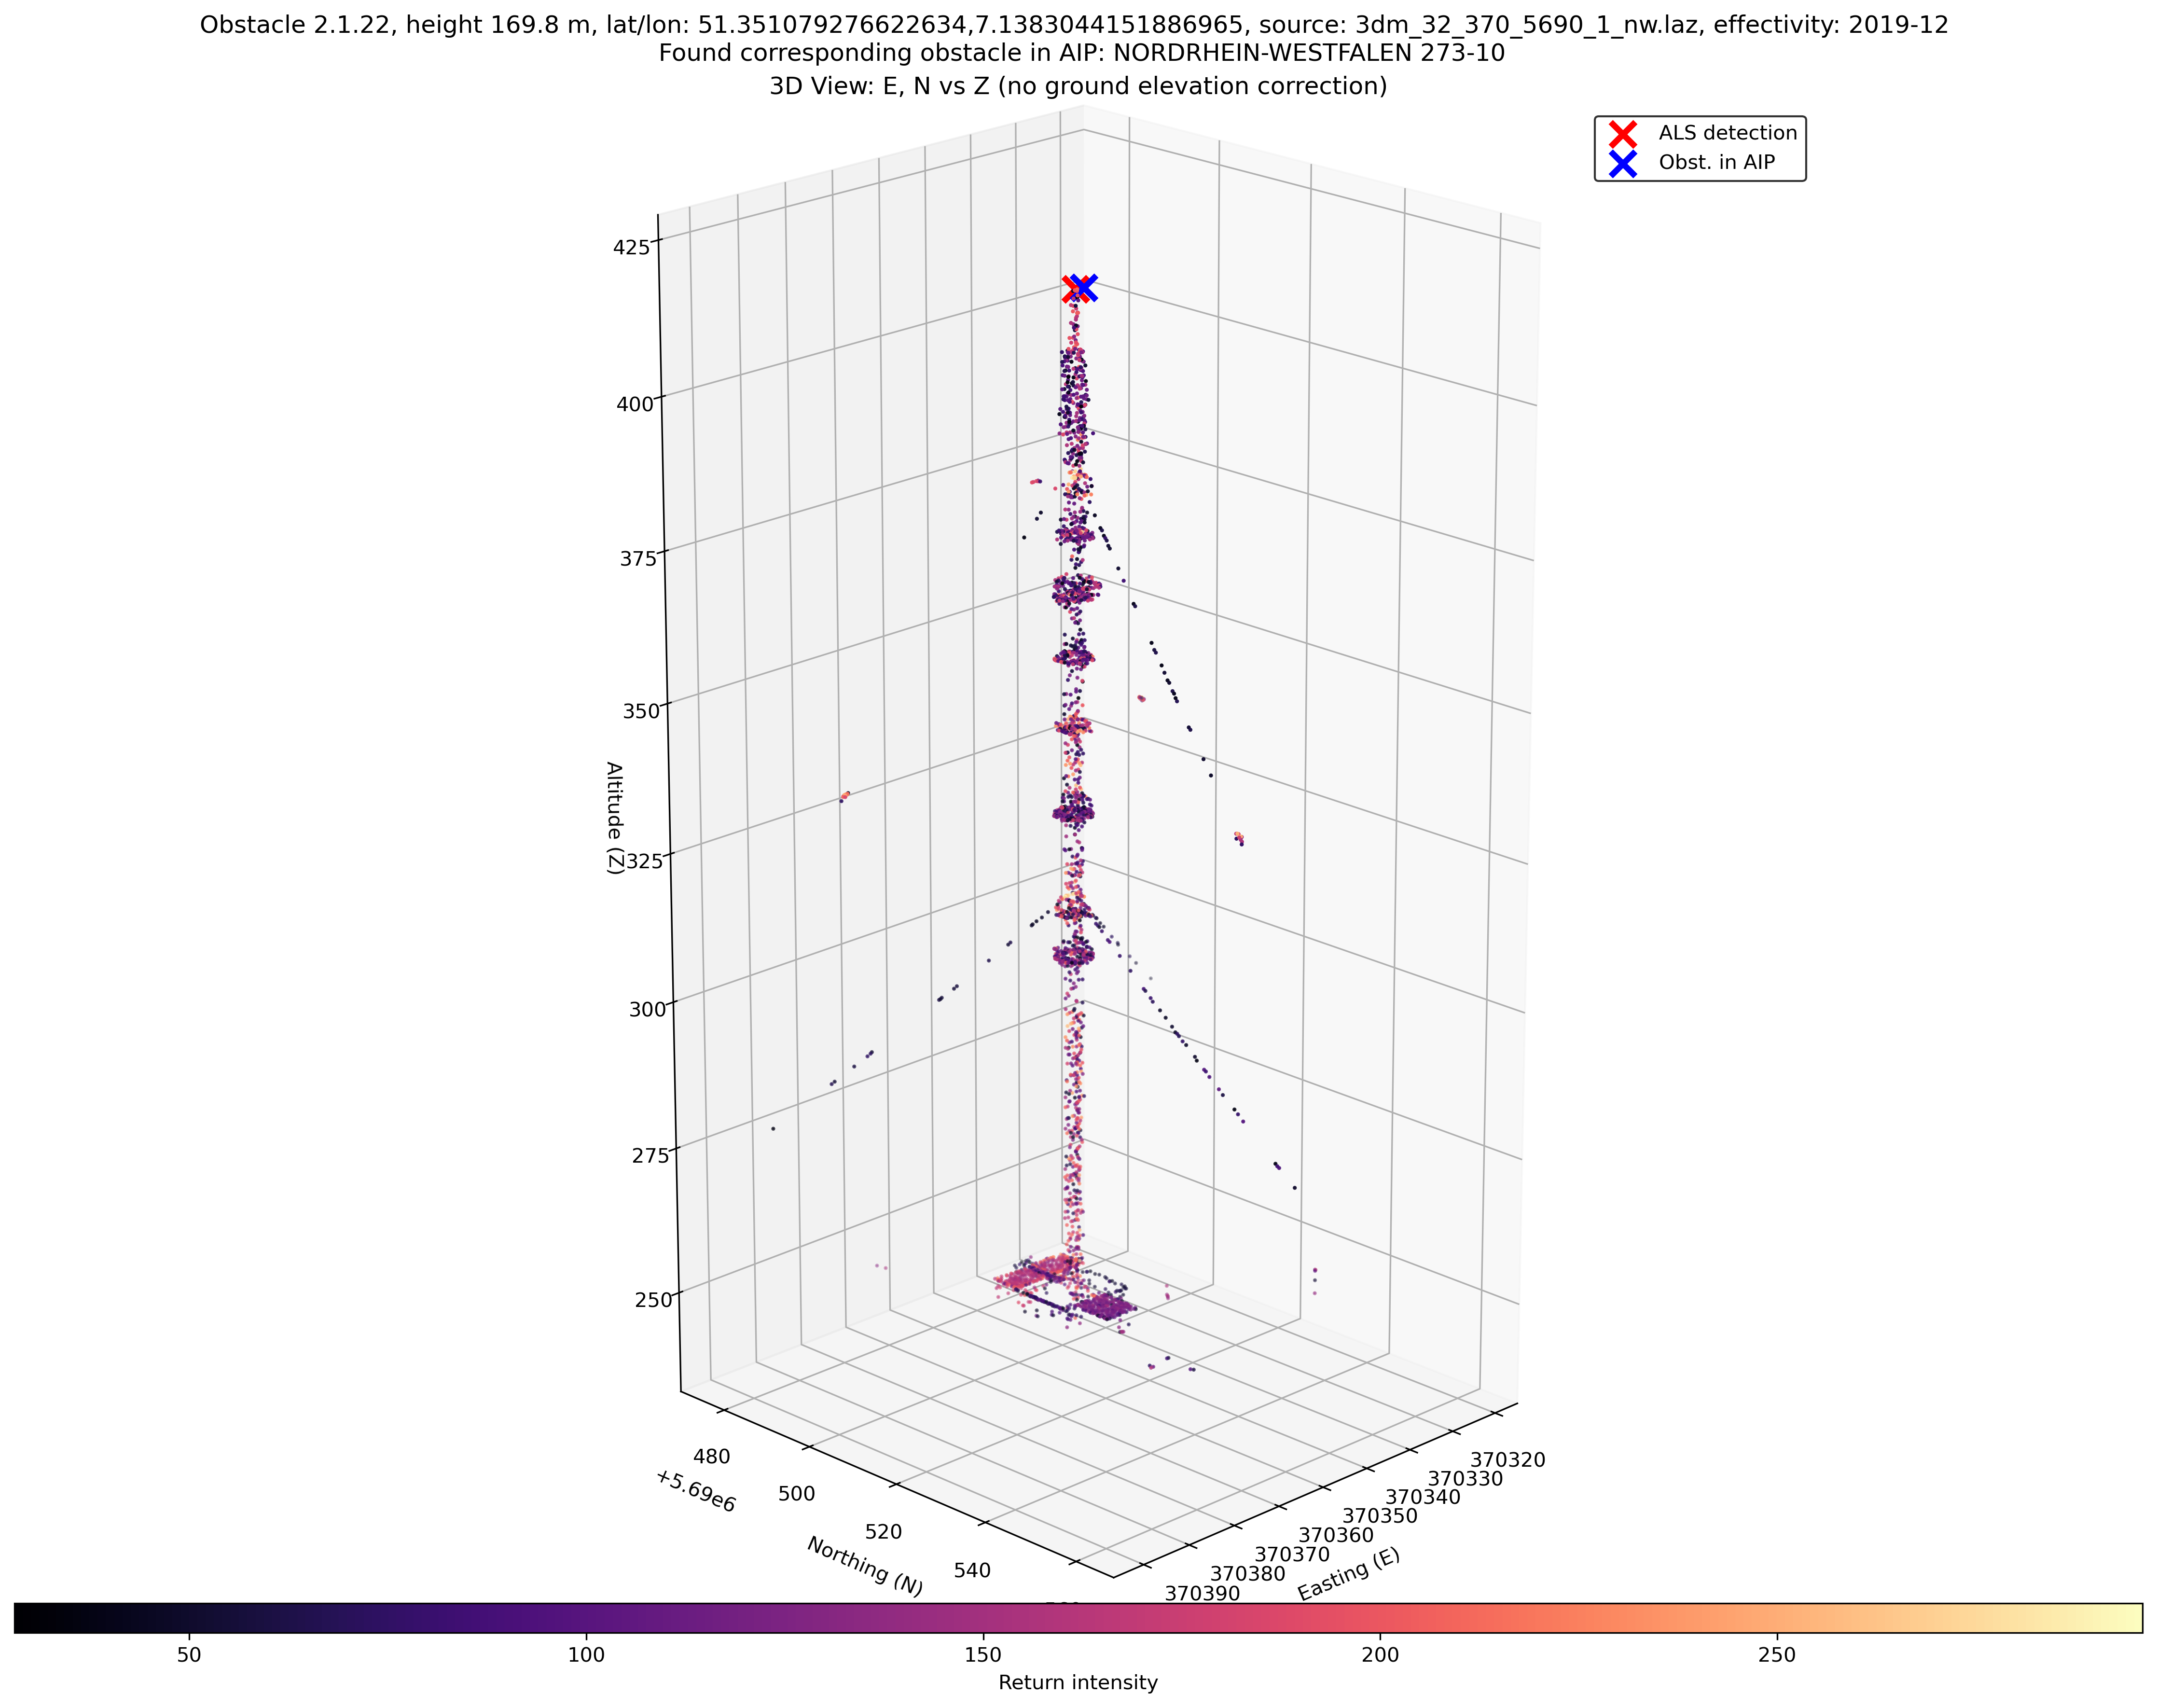 Obstacle 2.1.22, height 169.8 m, lat/lon: 51.351079276622634,7.1383044151886965, source: 3dm_32_370_5690_1_nw.laz, effectivity: 2019-12
Found corresponding obstacle in AIP: NORDRHEIN-WESTFALEN 273-10
3D View: E, N vs Z (no ground elevation correction)
ALS detection
Obst. in AIP
425
400
375
350
325
300
275
250
Altitude (Z)
480
500
520
540
+5.69e6
Northing (N)
370320
370330
370340
370350
370360
370370
370380
370390
Easting (E)
50
100
150
200
250
Return intensity